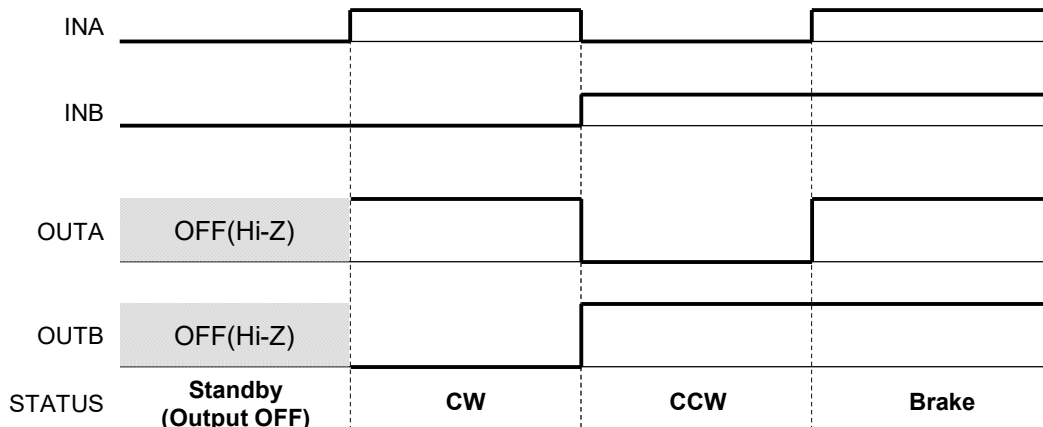 INA
INB
OUTA OFF(Hi-Z)
OUTB OFF(Hi-Z)
STATUS Standby
(Output OFF) CW CCW Brake